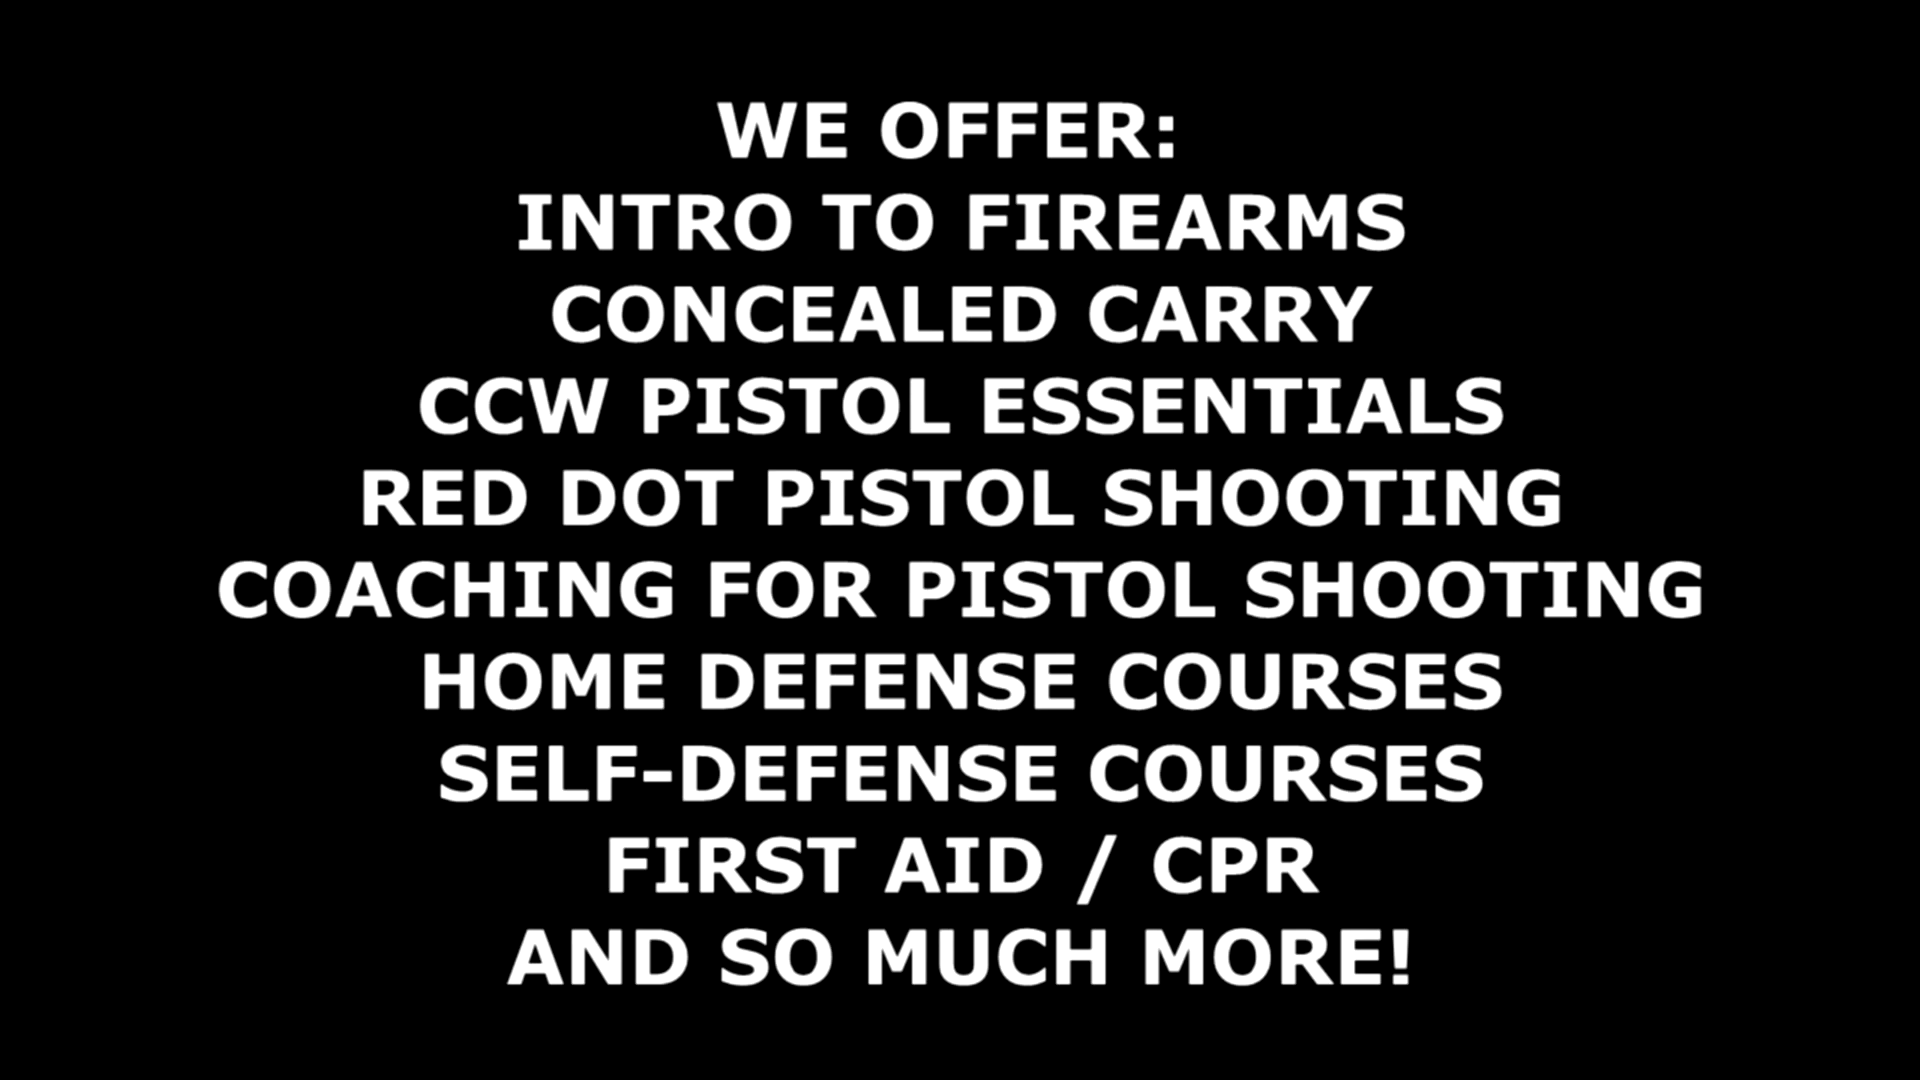 WE OFFER:
INTRO TO FIREARMS
CONCEALED CARRY
CCW PISTOL ESSENTIALS
RED DOT PISTOL SHOOTING
COACHING FOR PISTOL SHOOTING
HOME DEFENSE COURSES
SELF-DEFENSE COURSES
FIRST AID / CPR
AND SO MUCH MORE!